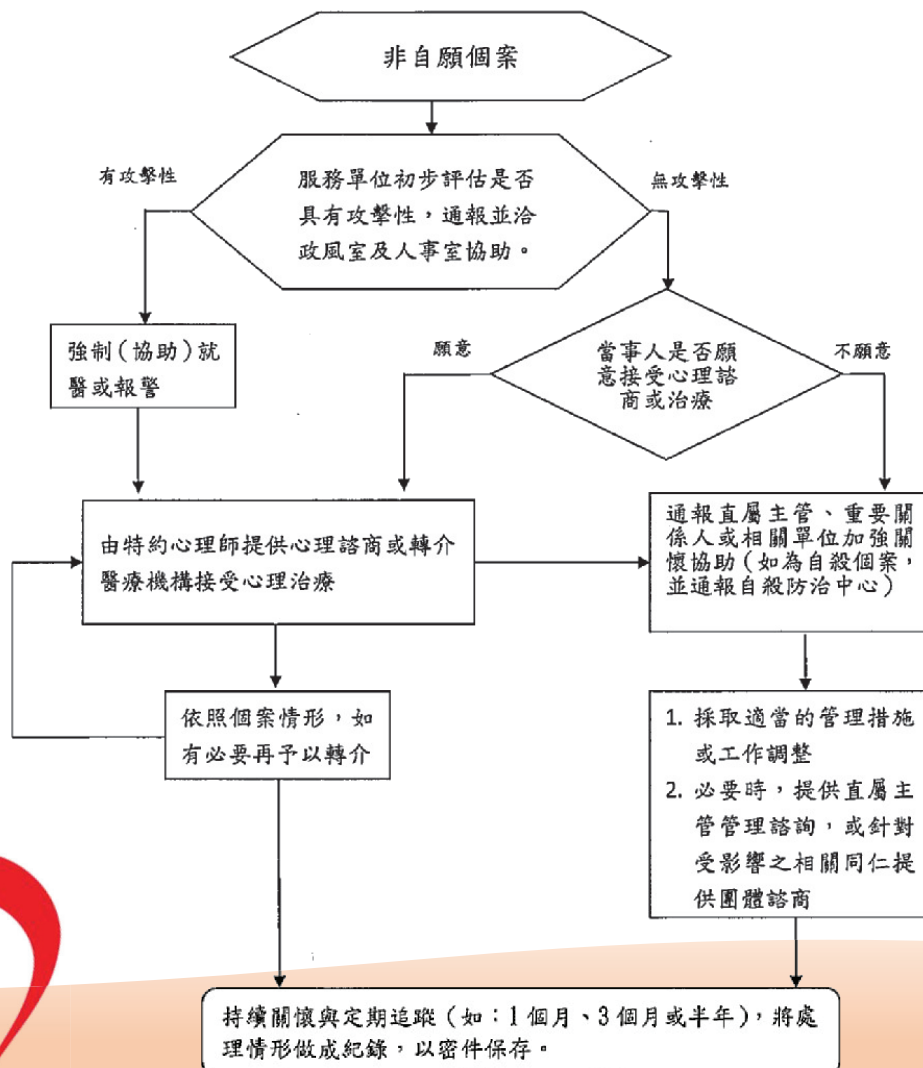 非自願個案
有攻擊性
服務單位初步評估是否
具有攻擊性，通報並洽
政風室及人事室協助。
無攻擊性
強制(協助)就
醫或報警
願意
當事人是否願
意接受心理諮
商或治療
不願意
由特約心理師提供心理諮商或轉介
醫療機構接受心理治療
通報直屬主管、重要關
係人或相關單位加強關
懷協助(如為自殺個案，
並通報自殺防治中心)
依照個案情形，如
有必要再予以轉介
1. 採取適當的管理措施
或工作調整
2. 必要時，提供直屬主
管管理諮詢，或針對
受影響之相關同仁提
供團體諮商
持續關懷與定期追蹤(如：1個月、3個月或半年)，將處
理情形做成紀錄，以密件保存。